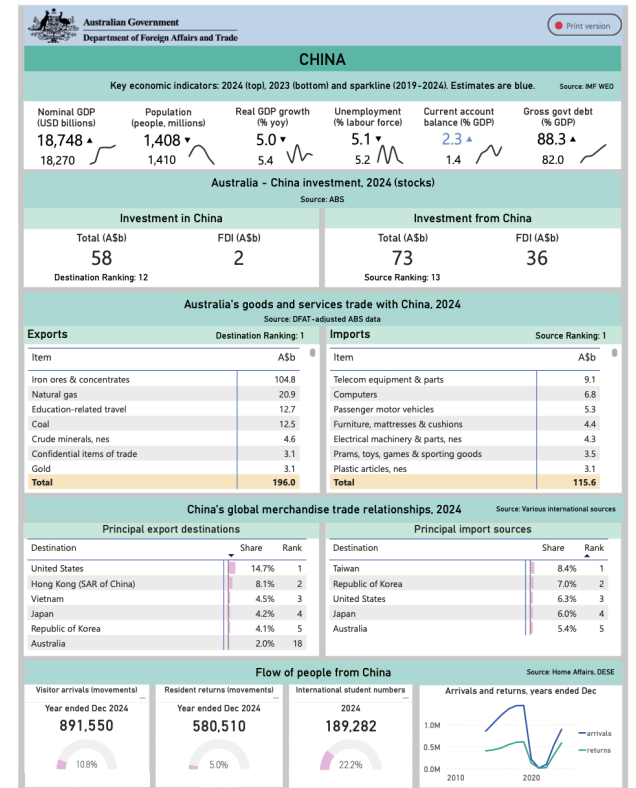 Australian Government
Department of Foreign Affairs and Trade
Print version
CHINA
Key economic indicators: 2024 (top), 2023 (bottom) and sparkline (2019-2024). Estimates are blue. Source: IMF WEO
Nominal GDP (USD billions)
18,748
18,270
Population (people, millions)
1,408
1,410
Real GDP growth (% yoy)
5.0
5.4
Unemployment (% labour force)
5.1
5.2
Current account balance (% GDP)
2.3
1.4
Gross govt debt (% GDP)
88.3
82.0
Australia - China investment, 2024 (stocks)
Source: ABS
Investment in China
Total (A$b) FDI (A$b)
58 2
Destination Ranking: 12
Investment from China
Total (A$b) FDI (A$b)
73 36
Source Ranking: 13
Australia's goods and services trade with China, 2024
Source: DFAT-adjusted ABS data
Exports Destination Ranking: 1
Item A$b
Iron ores & concentrates 104.8
Natural gas 20.9
Education-related travel 12.7
Coal 12.5
Crude minerals, nes 4.6
Confidential items of trade 3.1
Gold 3.1
Total 196.0
Imports Source Ranking: 1
Item A$b
Telecom equipment & parts 9.1
Computers 6.8
Passenger motor vehicles 5.3
Furniture, mattresses & cushions 4.4
Electrical machinery & parts, nes 4.3
Prams, toys, games & sporting goods 3.5
Plastic articles, nes 3.1
Total 115.6
China's global merchandise trade relationships, 2024 Source: Various international sources
Principal export destinations
Destination Share Rank
United States 14.7% 1
Hong Kong (SAR of China) 8.1% 2
Vietnam 4.5% 3
Japan 4.2% 4
Republic of Korea 4.1% 5
Australia 2.0% 18
Principal import sources
Destination Share Rank
Taiwan 8.4% 1
Republic of Korea 7.0% 2
United States 6.3% 3
Japan 6.0% 4
Australia 5.4% 5
Flow of people from China Source: Home Affairs, DESE
Visitor arrivals (movements)
Year ended Dec 2024
891,550
10.8%
Resident returns (movements)
Year ended Dec 2024
580,510
5.0%
International student numbers
2024
189,282
22.2%
Arrivals and returns, years ended Dec
1.0M
0.5M
0.0M
2010 2020
arrivals
returns